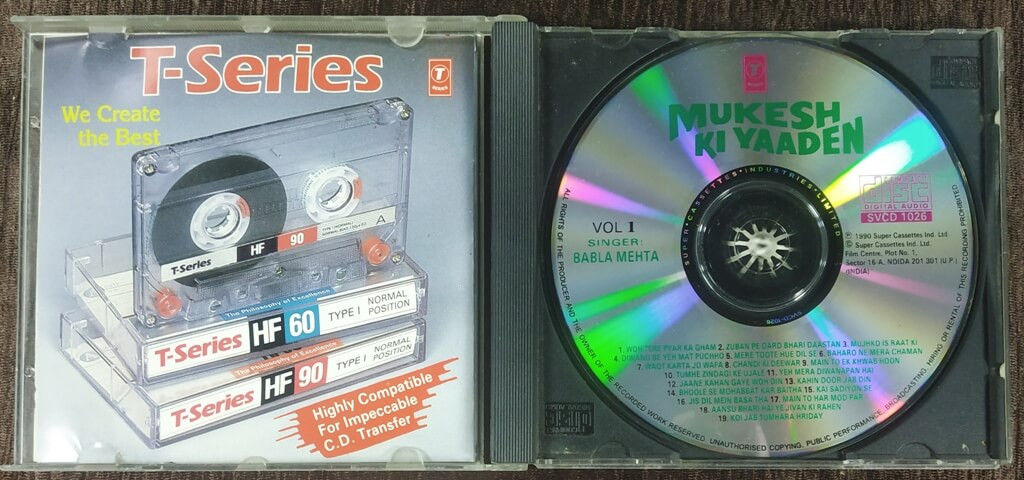 T-Series
T
SERIES
We Create
the Best
A
T-Series HF 90
The Philosophy of Excellence
T-Series HF 60 TYPE I NORMAL
POSITION
The Philosophy of Excellence
T-Series HF 90 TYPE I NORMAL
POSITION
Highly Compatible
For Impeccable
C.D. Transfer
MUKESH
KI YAADEN
SUPER CASSETTES INDUSTRIES LIMITED
DIGITAL AUDIO
SVCD 1026
VOL 1
SINGER:
BABLA MEHTA
℗ 1990 Super Cassettes Ind. Ltd.
© Super Cassettes Ind. Ltd.
Film Centre, Plot No. 1,
Sector 16-A, NOIDA 201 301 (U.P.)
(INDIA)
SVCD-1026
1. WOH TERE PYAR KA GHAM 2. ZUBAN PE DARD BHARI DAASTAN 3. MUJHKO IS RAAT KI
4. DIWANO SE YEH MAT PUCHHO 5. MERE TOOTE HUE DIL SE 6. BAHARO NE MERA CHAMAN
7. WAQT KARTA JO WAFA 8. CHANDI KI DEEWAR 9. MAIN TO EK KHWAB HOON
10. TUMHE ZINDAGI KE UJALE 11. YEH MERA DIWANAPAN HAI
12. JAANE KAHAN GAYE WOH DIN 13. KAHIN DOOR JAB DIN
14. BHOOLE SE MOHABBAT KAR BAITHA 15. KAI SADIYON SE
16. JIS DIL MEIN BASA THA 17. MAIN TO HAR MOD PAR
18. AANSU BHARI HAI YE JIVAN KI RAHEN
19. KOI JAB TUMHARA HRIDAY
ALL RIGHTS OF THE PRODUCER AND THE OWNER OF THE RECORDED WORK RESERVED. UNAUTHORISED COPYING, PUBLIC PERFORMANCE, BROADCASTING, HIRING OR RENTAL OF THIS RECORDING PROHIBITED